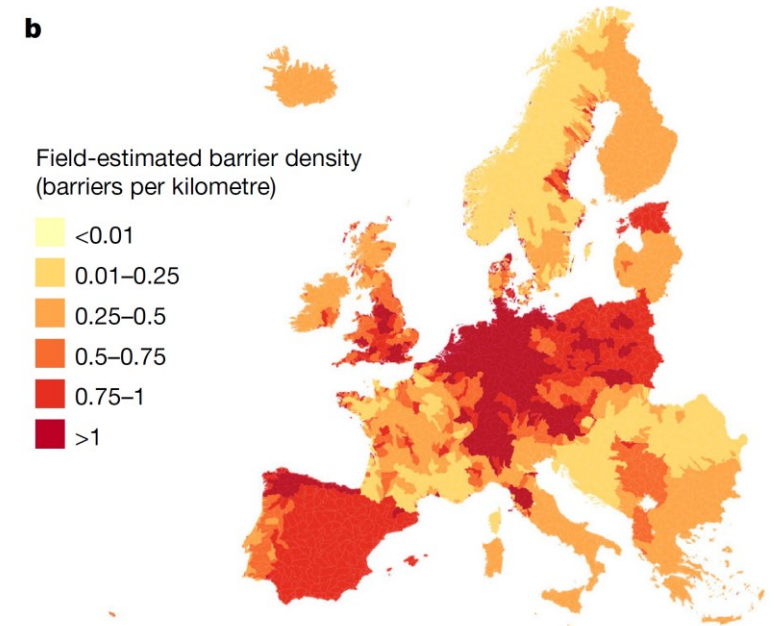 b
Field-estimated barrier density
(barriers per kilometre)
<0.01
0.01–0.25
0.25–0.5
0.5–0.75
0.75–1
>1